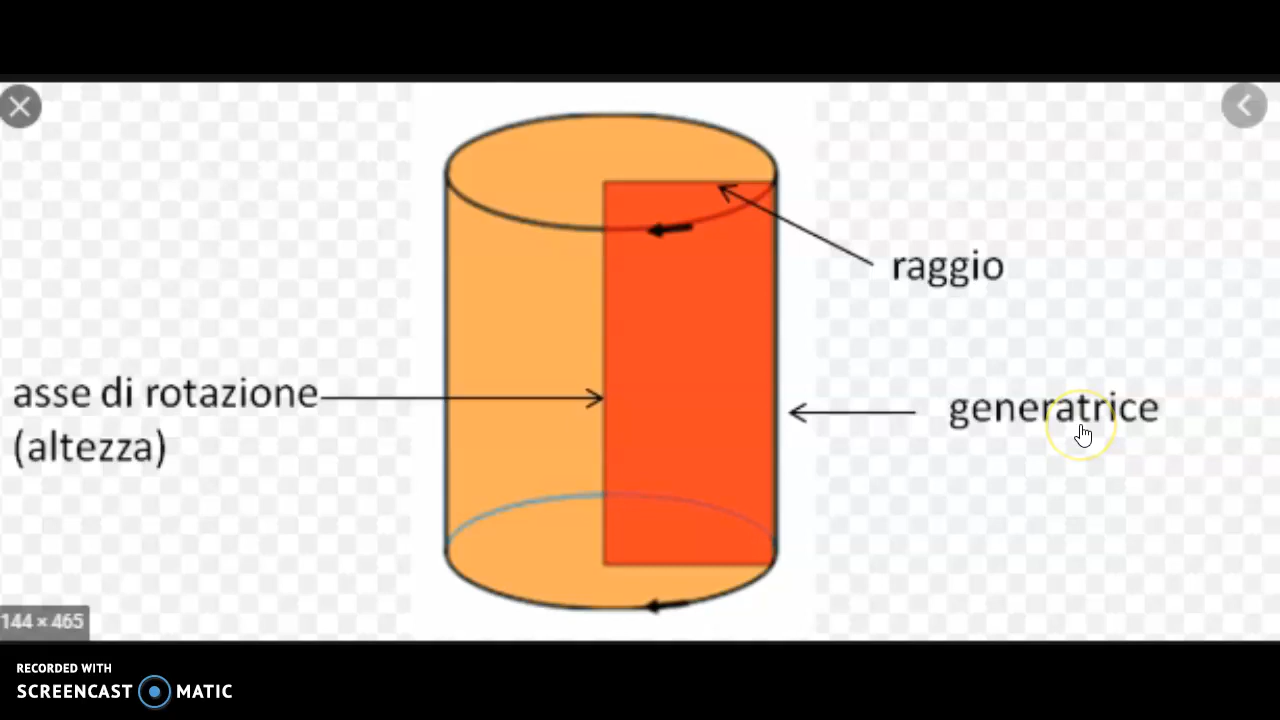 raggio
asse di rotazione
(altezza)
generatrice
144 × 465
RECORDED WITH
SCREENCAST MATIC